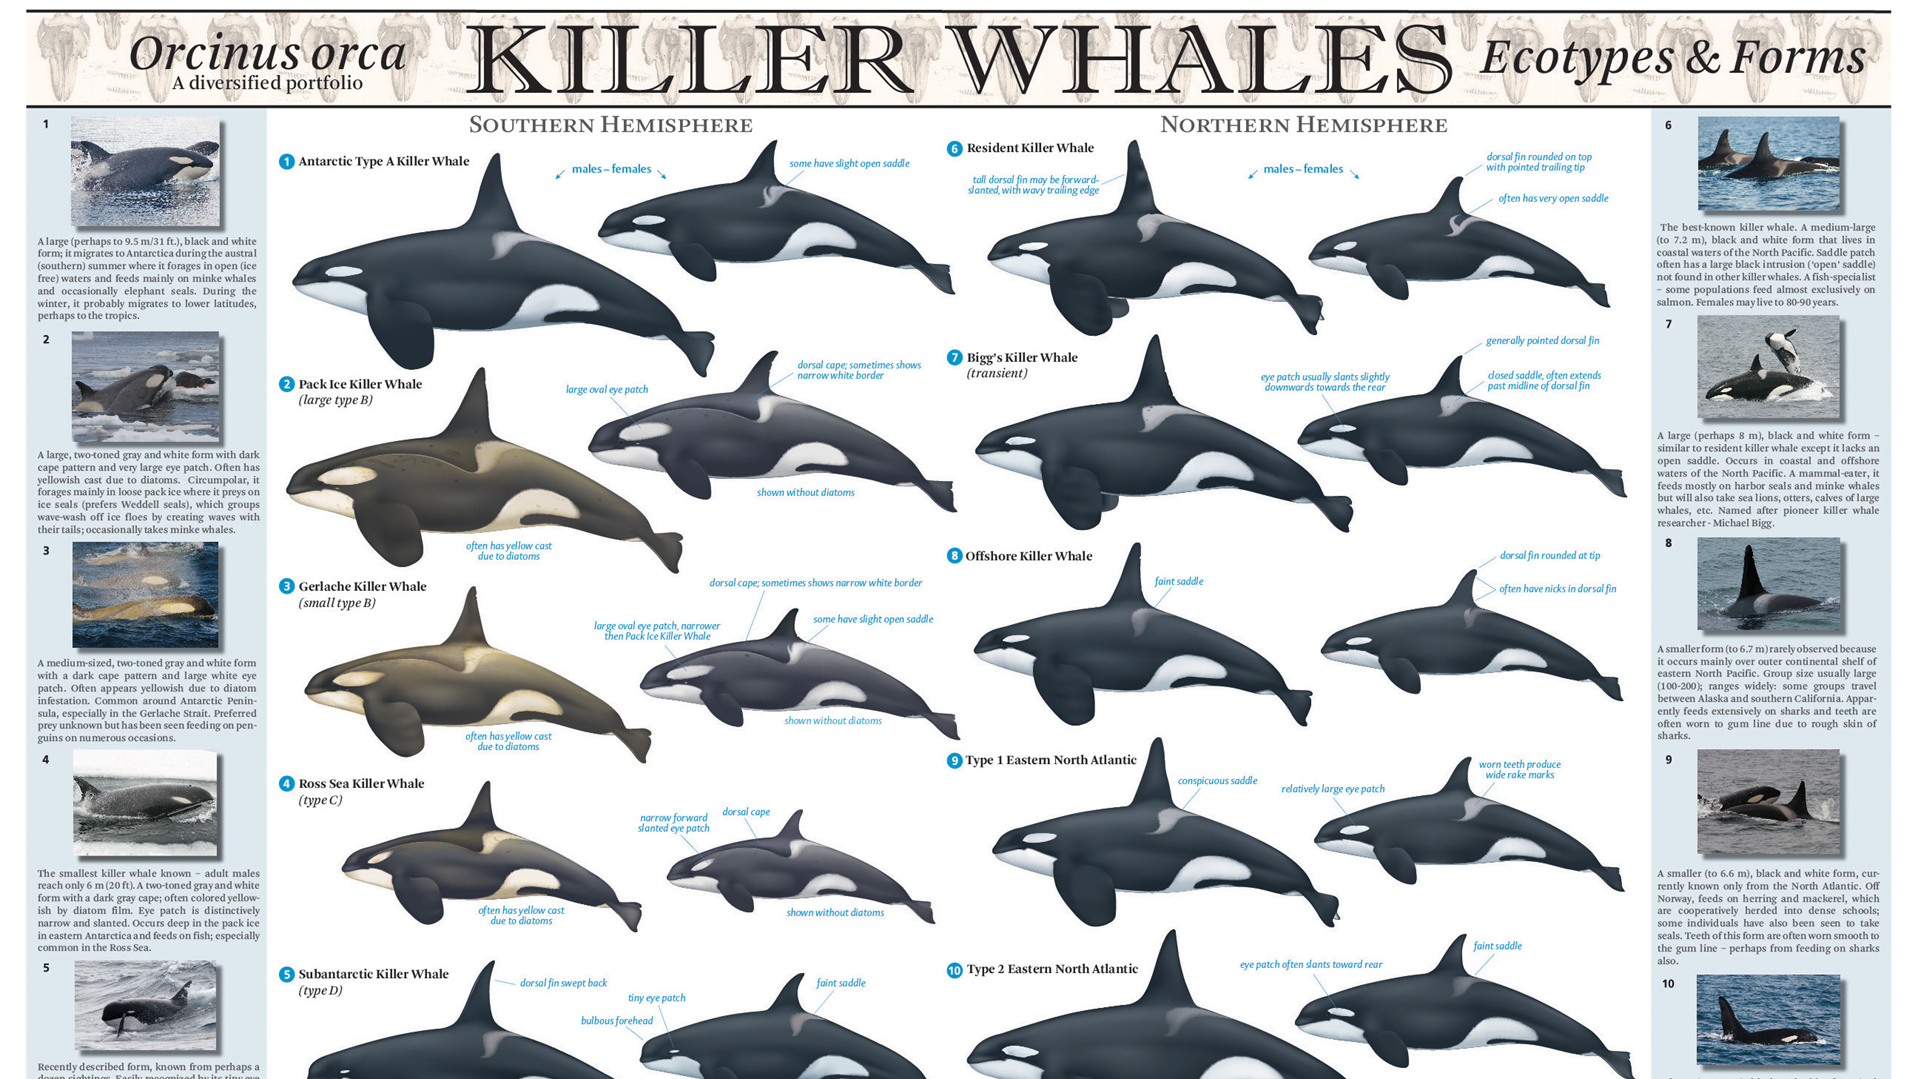 Orcinus orca
A diversified portfolio
KILLER WHALES
Ecotypes & Forms
1
A large (perhaps to 9.5 m/31 ft.), black and white
form; it migrates to Antarctica during the austral
(southern) summer where it forages in open (ice
free) waters and feeds mainly on minke whales
and occasionally elephant seals. During the
winter, it probably migrates to lower latitudes,
perhaps to the tropics.
2
A large, two-toned gray and white form with dark
cape pattern and very large eye patch. Often has
yellowish cast due to diatoms. Circumpolar, it
forages mainly in loose pack ice where it preys on
ice seals (prefers Weddell seals), which groups
wave-wash off ice floes by creating waves with
their tails; occasionally takes minke whales.
3
A medium-sized, two-toned gray and white form
with a dark cape pattern and large white eye
patch. Often appears yellowish due to diatom
infestation. Common around Antarctic Penin-
sula, especially in the Gerlache Strait. Preferred
prey unknown but has been seen feeding on pen-
guins on numerous occasions.
4
The smallest killer whale known – adult males
reach only 6 m (20 ft). A two-toned gray and white
form with a dark gray cape; often colored yellow-
ish by diatom film. Eye patch is distinctively
narrow and slanted. Occurs deep in the pack ice
in eastern Antarctica and feeds on fish; especially
common in the Ross Sea.
5
Recently described form, known from perhaps a
dozen sightings. Easily recognized by its tiny eye
SOUTHERN HEMISPHERE
1 Antarctic Type A Killer Whale
males – females
some have slight open saddle
2 Pack Ice Killer Whale
(large type B)
large oval eye patch
dorsal cape; sometimes shows
narrow white border
shown without diatoms
often has yellow cast
due to diatoms
3 Gerlache Killer Whale
(small type B)
dorsal cape; sometimes shows narrow white border
large oval eye patch, narrower
then Pack Ice Killer Whale
some have slight open saddle
shown without diatoms
often has yellow cast
due to diatoms
4 Ross Sea Killer Whale
(type C)
narrow forward
slanted eye patch
dorsal cape
often has yellow cast
due to diatoms
shown without diatoms
5 Subantarctic Killer Whale
(type D)
dorsal fin swept back
tiny eye patch
bulbous forehead
faint saddle
NORTHERN HEMISPHERE
6 Resident Killer Whale
tall dorsal fin may be forward-
slanted, with wavy trailing edge
males – females
dorsal fin rounded on top
with pointed trailing tip
often has very open saddle
7 Bigg's Killer Whale
(transient)
generally pointed dorsal fin
eye patch usually slants slightly
downwards towards the rear
closed saddle, often extends
past midline of dorsal fin
8 Offshore Killer Whale
faint saddle
dorsal fin rounded at tip
often have nicks in dorsal fin
9 Type 1 Eastern North Atlantic
conspicuous saddle
relatively large eye patch
worn teeth produce
wide rake marks
10 Type 2 Eastern North Atlantic
eye patch often slants toward rear
faint saddle
6
The best-known killer whale. A medium-large
(to 7.2 m), black and white form that lives in
coastal waters of the North Pacific. Saddle patch
often has a large black intrusion ('open' saddle)
not found in other killer whales. A fish-specialist
– some populations feed almost exclusively on
salmon. Females may live to 80-90 years.
7
A large (perhaps 8 m), black and white form –
similar to resident killer whale except it lacks an
open saddle. Occurs in coastal and offshore
waters of the North Pacific. A mammal-eater, it
feeds mostly on harbor seals and minke whales
but will also take sea lions, otters, calves of large
whales, etc. Named after pioneer killer whale
researcher - Michael Bigg.
8
A smaller form (to 6.7 m) rarely observed because
it occurs mainly over outer continental shelf of
eastern North Pacific. Group size usually large
(100-200); ranges widely: some groups travel
between Alaska and southern California. Appar-
ently feeds extensively on sharks and teeth are
often worn to gum line due to rough skin of
sharks.
9
A smaller (to 6.6 m), black and white form, cur-
rently known only from the North Atlantic. Off
Norway, feeds on herring and mackerel, which
are cooperatively herded into dense schools;
some individuals have also been seen to take
seals. Teeth of this form are often worn smooth to
the gum line – perhaps from feeding on sharks
also.
10